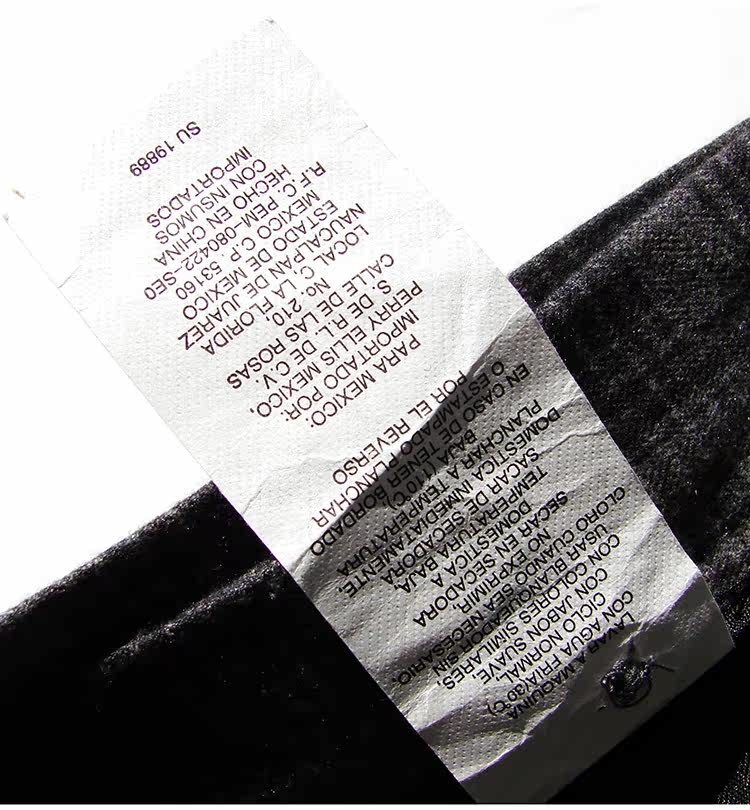 LAVAR A MAQUINA
CON AGUA FRITA(30°C)
CICLO NORMAL
CON JABON SUAVE,
CON COLORES SIMILARES,
USAR BLANQUEADOR SIN
CLORO CUANDO SEA NECESARIO.
NO EXPRIMIR,
SECAR EN SECADORA
DOMESTICA A
TEMPERATURA BAJA,
SACAR DE SECADORA
DOMESTICA INMEDIATAMENTE,
PLANCHAR A TEMPERATURA
BAJA (110°C)
EN CASO DE TENER BORDADO
O ESTAMPADO PLANCHAR
POR EL REVERSO
PARA MEXICO:
IMPORTADO POR:
PERRY ELLIS MEXICO,
S. DE R.L. DE C.V.
CALLE DE LAS ROSAS
No. 210,
LOCAL C, LA FLORIDA
NAUCALPAN DE JUAREZ
ESTADO DE MEXICO
MEXICO C.P. 53160
R.F.C. PEM-080422-SE0
HECHO EN CHINA
CON INSUMOS
IMPORTADOS
SU 19889